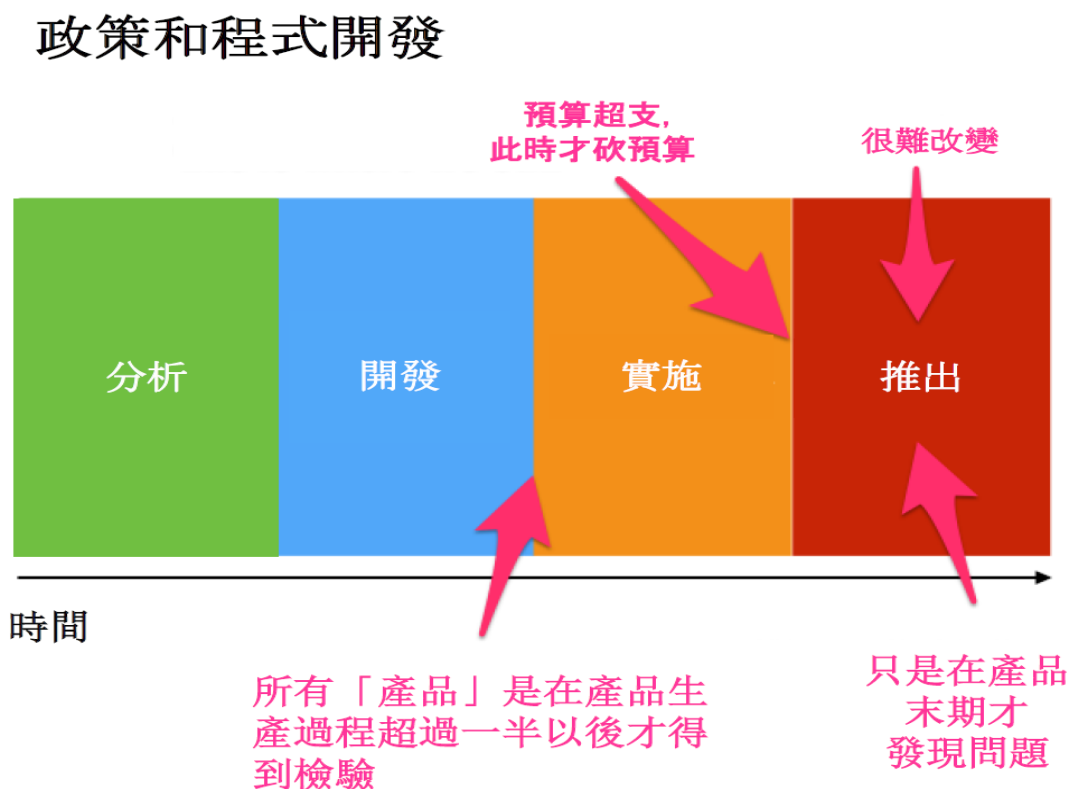 政策和程式開發
預算超支,
此時才砍預算
很難改變
分析
開發
實施
推出
時間
所有「產品」是在產品生
產過程超過一半以後才得
到檢驗
只是在產品
末期才
發現問題